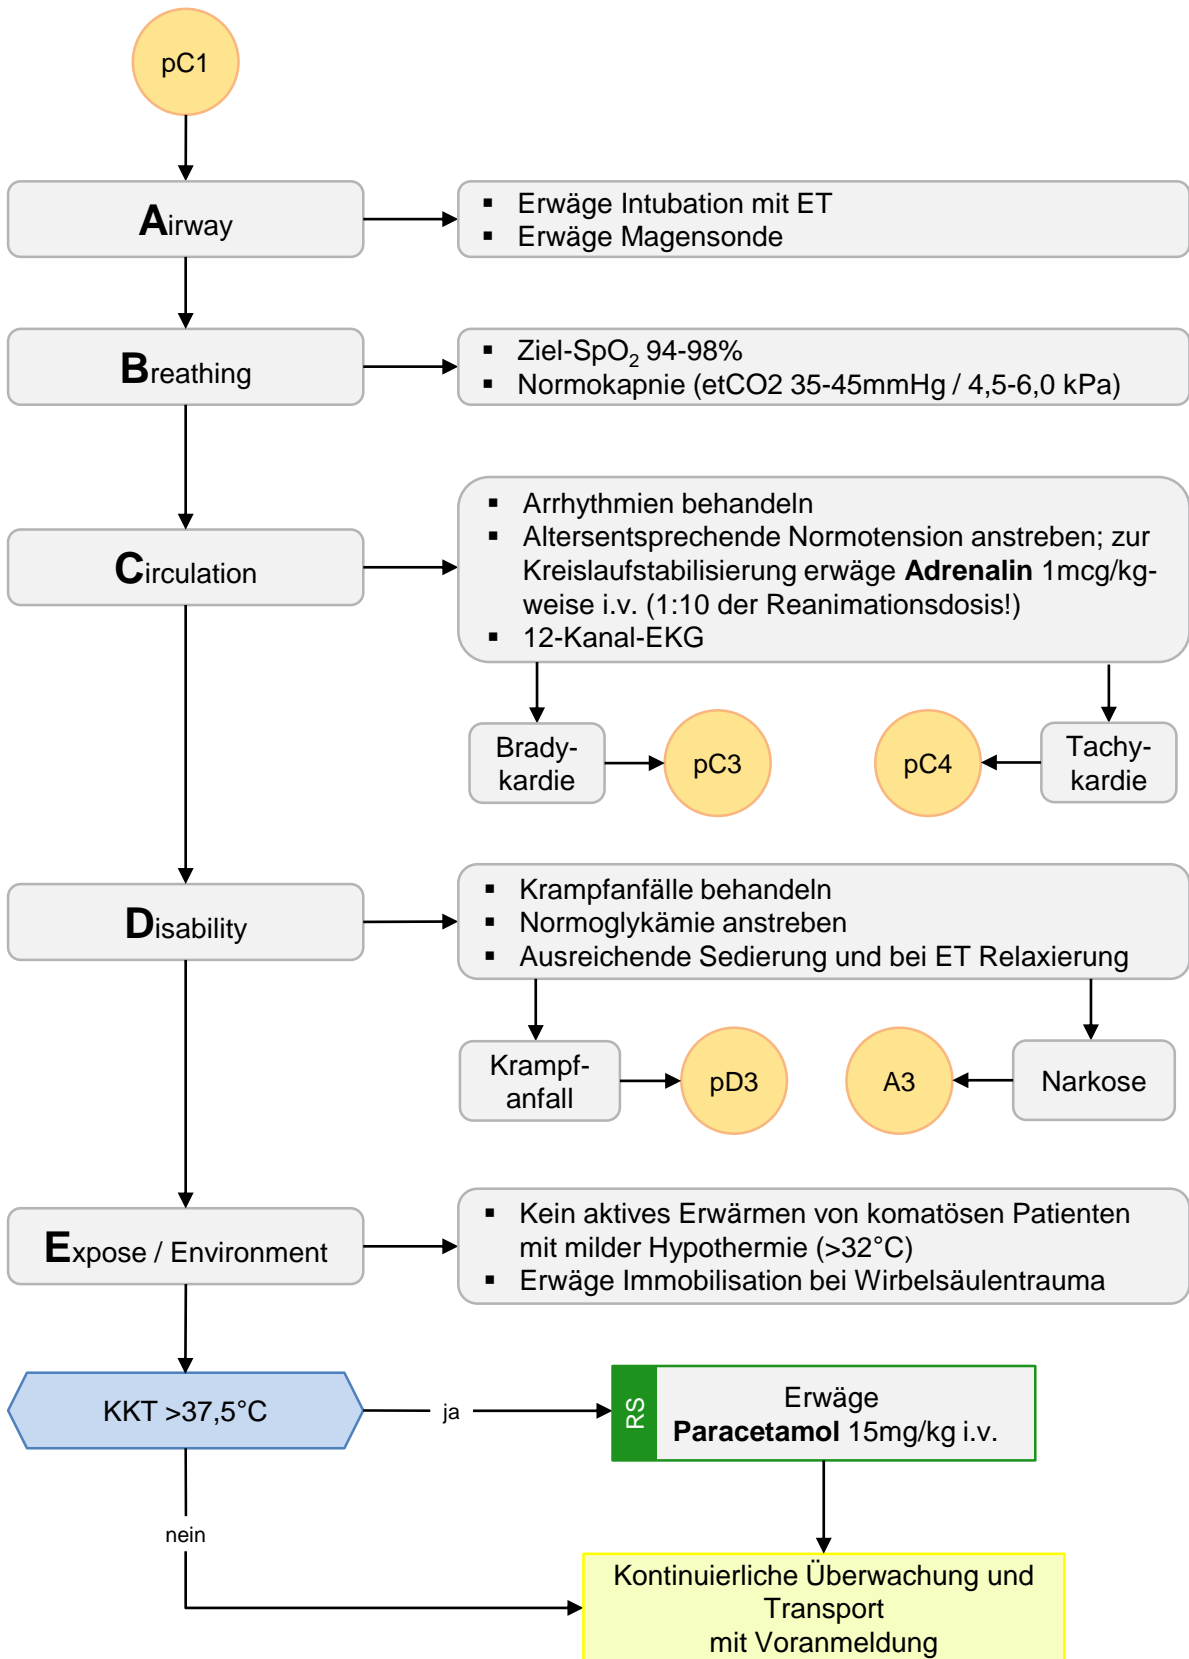 pC1
Airway
▪ Erwäge Intubation mit ET
▪ Erwäge Magensonde
Breathing
▪ Ziel-SpO₂ 94-98%
▪ Normokapnie (etCO2 35-45mmHg / 4,5-6,0 kPa)
Circulation
▪ Arrhythmien behandeln
▪ Altersentsprechende Normotension anstreben; zur
Kreislaufstabilisierung erwäge Adrenalin 1mcg/kg-
weise i.v. (1:10 der Reanimationsdosis!)
▪ 12-Kanal-EKG
Brady-
kardie
pC3
pC4
Tachy-
kardie
Disability
▪ Krampfanfälle behandeln
▪ Normoglykämie anstreben
▪ Ausreichende Sedierung und bei ET Relaxierung
Krampf-
anfall
pD3
A3
Narkose
Expose / Environment
▪ Kein aktives Erwärmen von komatösen Patienten
mit milder Hypothermie (>32°C)
▪ Erwäge Immobilisation bei Wirbelsäulentrauma
KKT >37,5°C
ja
RS
Erwäge
Paracetamol 15mg/kg i.v.
nein
Kontinuierliche Überwachung und
Transport
mit Voranmeldung